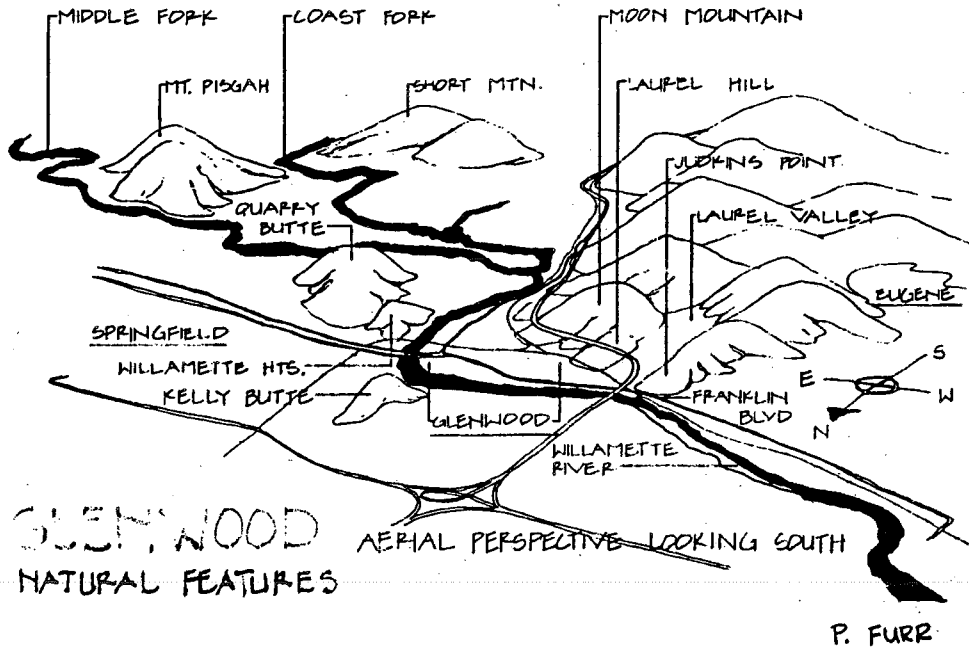 MIDDLE FORK
COAST FORK
MOON MOUNTAIN
MT. PISGAH
SHORT MTN.
LAUREL HILL
JUDKINS POINT
QUARRY
BUTTE
LAUREL VALLEY
EUGENE
SPRINGFIELD
WILLAMETTE HTS.
KELLY BUTTE
GLENWOOD
FRANKLIN
BLVD
WILLAMETTE
RIVER
S
E
W
N
GLENWOOD
NATURAL FEATURES
AERIAL PERSPECTIVE LOOKING SOUTH
P. FURR